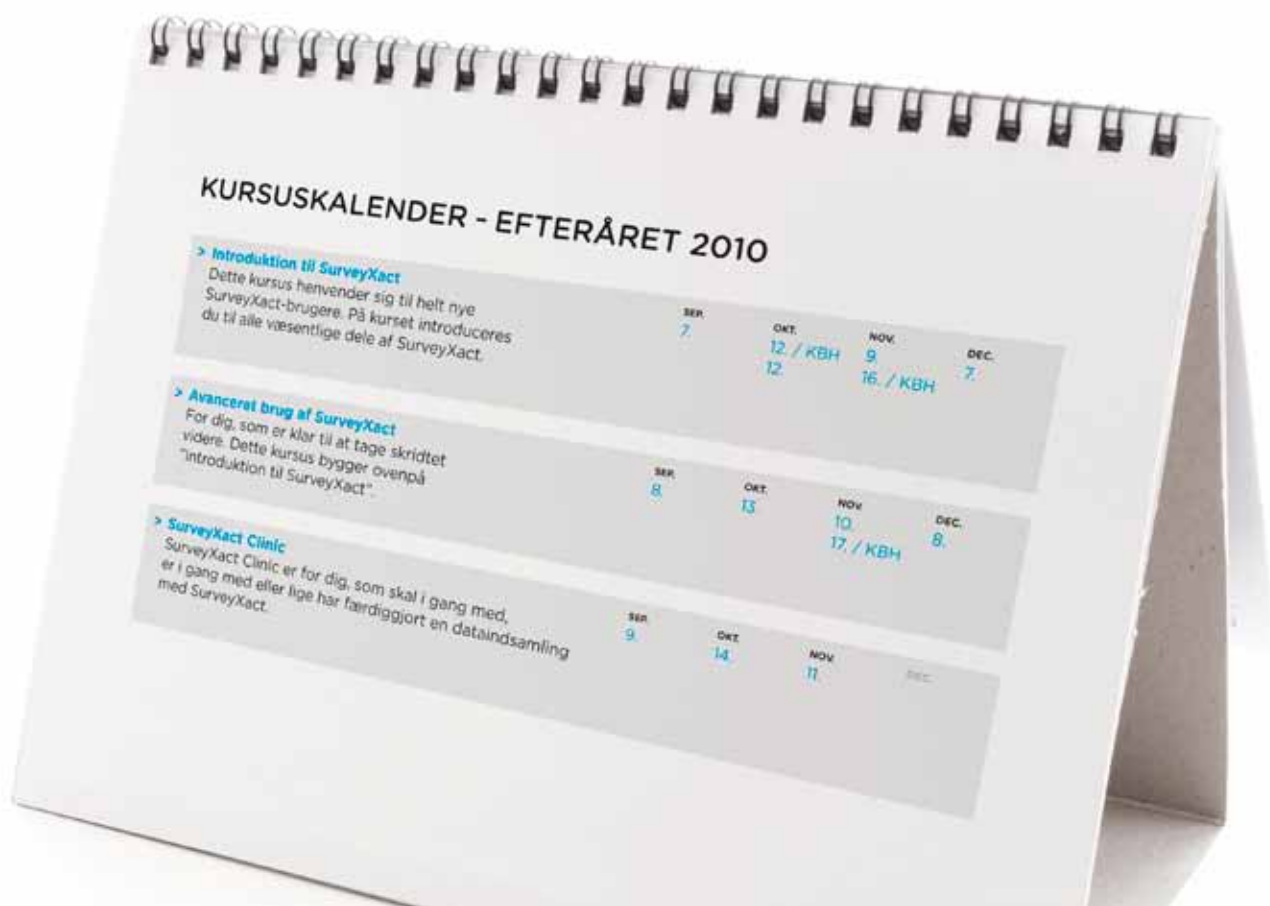 KURSUSKALENDER - EFTERÅRET 2010
> Introduktion til SurveyXact
Dette kursus henvender sig til helt nye
SurveyXact-brugere. På kurset introduceres
du til alle væsentlige dele af SurveyXact.
SEP. OKT. NOV. DEC.
7. 12. / KBH 9. 7.
12. 16. / KBH
> Avanceret brug af SurveyXact
For dig, som er klar til at tage skridtet
videre. Dette kursus bygger ovenpå
"introduktion til SurveyXact".
SEP. OKT. NOV. DEC.
8. 13. 10. 8.
17. / KBH
> SurveyXact Clinic
SurveyXact Clinic er for dig, som skal i gang med,
er i gang med eller lige har færdiggjort en dataindsamling
med SurveyXact.
SEP. OKT. NOV. DEC.
9. 14. 11.